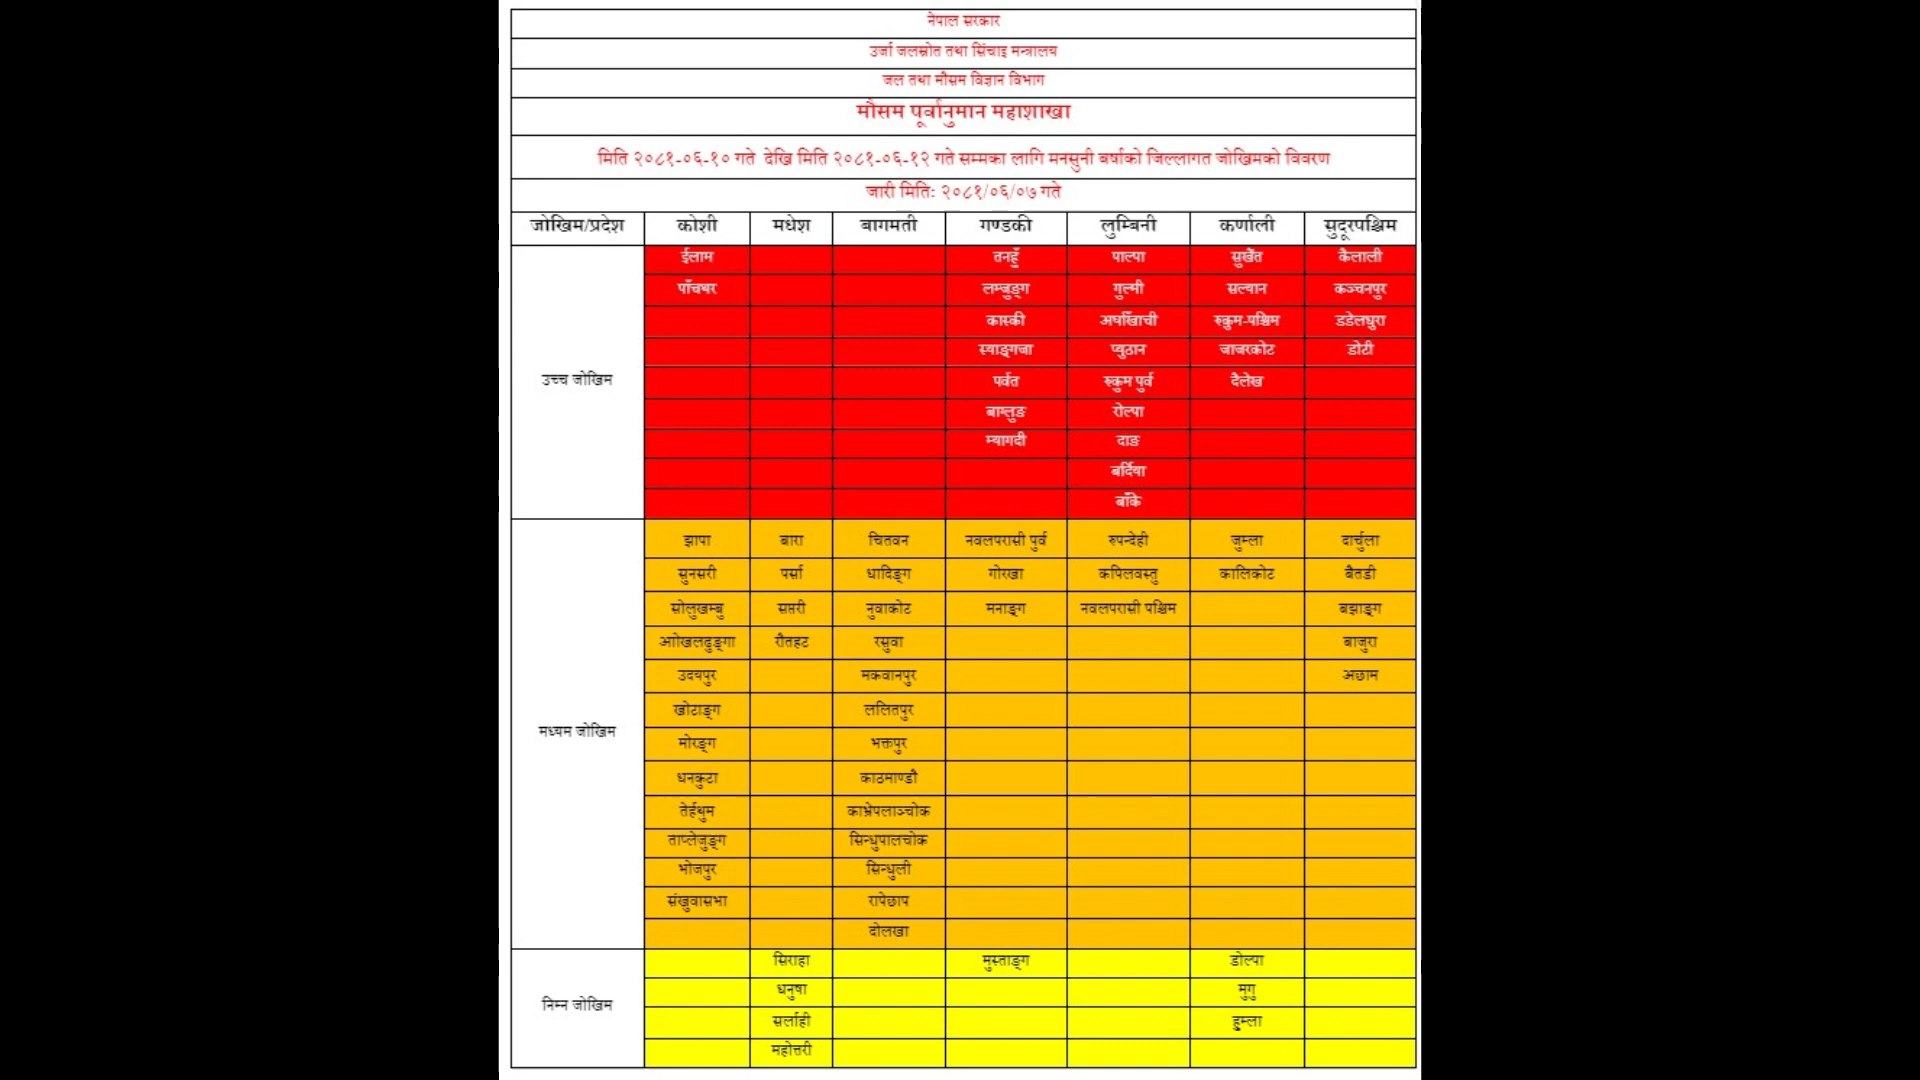 नेपाल सरकार
उर्जा जलस्रोत तथा सिंचाइ मन्त्रालय
जल तथा मौसम विज्ञान विभाग
मौसम पूर्वानुमान महाशाखा
मिति २०८१-०६-१० गते देखि मिति २०८१-०६-१२ गते सम्मका लागि मनसुनी बर्षाको जिल्लागत जोखिमको विवरण
जारी मितिः २०८१/०६/०७ गते
जोखिम/प्रदेश कोशी मधेश बागमती गण्डकी लुम्बिनी कर्णाली सुदूरपश्चिम
उच्च जोखिम
ईलाम तनहुँ पाल्पा सुर्खेत कैलाली
पाँचथर लम्जुङ्ग गुल्मी सल्यान कञ्चनपुर
कास्की अर्घाखाँची रुकुम-पश्चिम डडेलधुरा
स्याङ्गजा प्युठान जाजरकोट डोटी
पर्वत रुकुम पुर्व दैलेख
बाग्लुङ रोल्पा
म्यागदी दाङ
बर्दिया
बाँके
मध्यम जोखिम
झापा बारा चितवन नवलपरासी पुर्व रुपन्देही जुम्ला दार्चुला
सुनसरी पर्सा धादिङ्ग गोरखा कपिलवस्तु कालिकोट बैतडी
सोलुखम्बु सप्तरी नुवाकोट मनाङ्ग नवलपरासी पश्चिम बझाङ्ग
ओखलढुङ्गा रौतहट रसुवा बाजुरा
उदयपुर मकवानपुर अछाम
खोटाङ्ग ललितपुर
मोरङ्ग भक्तपुर
धनकुटा काठमाण्डौ
तेर्हथुम काभ्रेपलाञ्चोक
ताप्लेजुङ्ग सिन्धुपालचोक
भोजपुर सिन्धुली
संखुवासभा रामेछाप
दोलखा
निम्न जोखिम
सिराहा मुस्ताङ्ग डोल्पा
धनुषा मुगु
सर्लाही हुम्ला
महोत्तरी